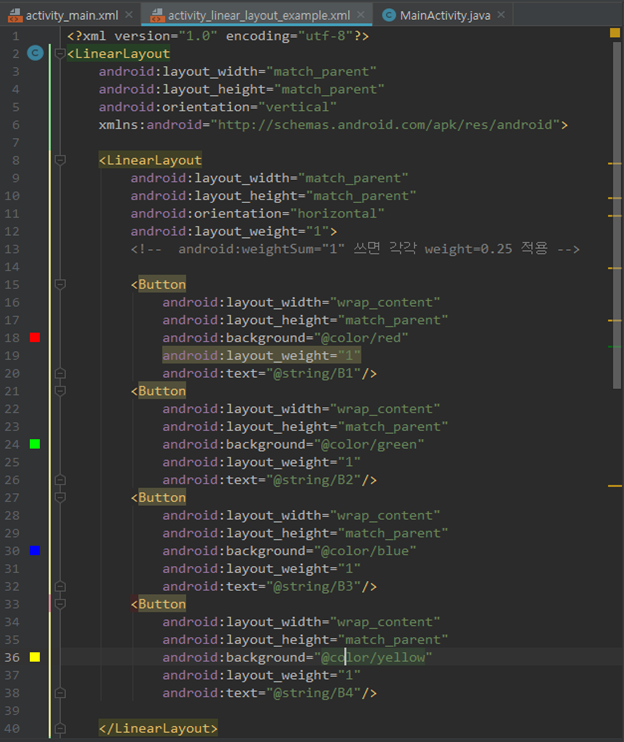 activity_main.xml activity_linear_layout_example.xml MainActivity.java
1 <?xml version="1.0" encoding="utf-8"?>
2 <LinearLayout
3 android:layout_width="match_parent"
4 android:layout_height="match_parent"
5 android:orientation="vertical"
6 xmlns:android="http://schemas.android.com/apk/res/android">
7
8 <LinearLayout
9 android:layout_width="match_parent"
10 android:layout_height="match_parent"
11 android:orientation="horizontal"
12 android:layout_weight="1">
13 <!--  android:weightSum="1" 쓰면 각각 weight=0.25 적용 -->
14
15 <Button
16 android:layout_width="wrap_content"
17 android:layout_height="match_parent"
18 android:background="@color/red"
19 android:layout_weight="1"
20 android:text="@string/B1"/>
21 <Button
22 android:layout_width="wrap_content"
23 android:layout_height="match_parent"
24 android:background="@color/green"
25 android:layout_weight="1"
26 android:text="@string/B2"/>
27 <Button
28 android:layout_width="wrap_content"
29 android:layout_height="match_parent"
30 android:background="@color/blue"
31 android:layout_weight="1"
32 android:text="@string/B3"/>
33 <Button
34 android:layout_width="wrap_content"
35 android:layout_height="match_parent"
36 android:background="@color/yellow"
37 android:layout_weight="1"
38 android:text="@string/B4"/>
39
40 </LinearLayout>